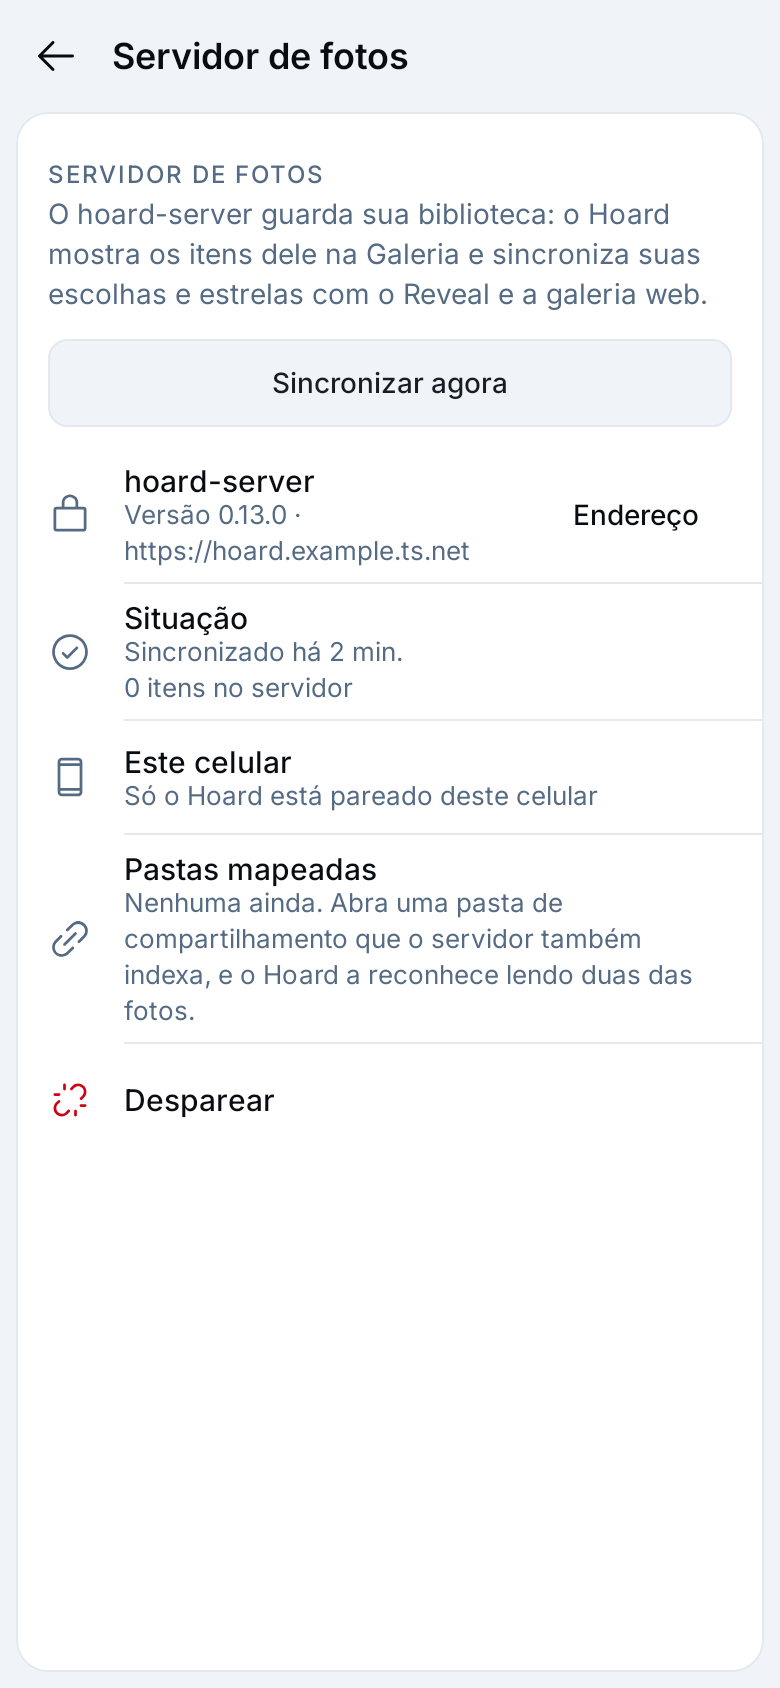 Servidor de fotos
SERVIDOR DE FOTOS
O hoard-server guarda sua biblioteca: o Hoard
mostra os itens dele na Galeria e sincroniza suas
escolhas e estrelas com o Reveal e a galeria web.
Sincronizar agora
hoard-server
Versão 0.13.0 ·
https://hoard.example.ts.net
Endereço
Situação
Sincronizado há 2 min.
0 itens no servidor
Este celular
Só o Hoard está pareado deste celular
Pastas mapeadas
Nenhuma ainda. Abra uma pasta de
compartilhamento que o servidor também
indexa, e o Hoard a reconhece lendo duas das
fotos.
Desparear